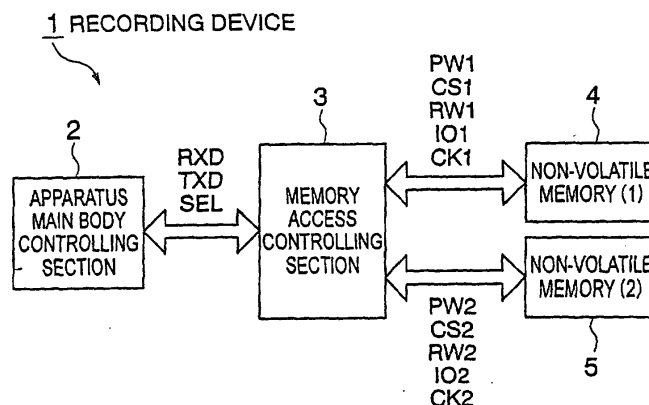 1 RECORDING DEVICE
2
APPARATUS
MAIN BODY
CONTROLLING
SECTION
RXD
TXD
SEL
3
MEMORY
ACCESS
CONTROLLING
SECTION
PW1
CS1
RW1
IO1
CK1
4
NON-VOLATILE
MEMORY (1)
NON-VOLATILE
MEMORY (2)
5
PW2
CS2
RW2
IO2
CK2